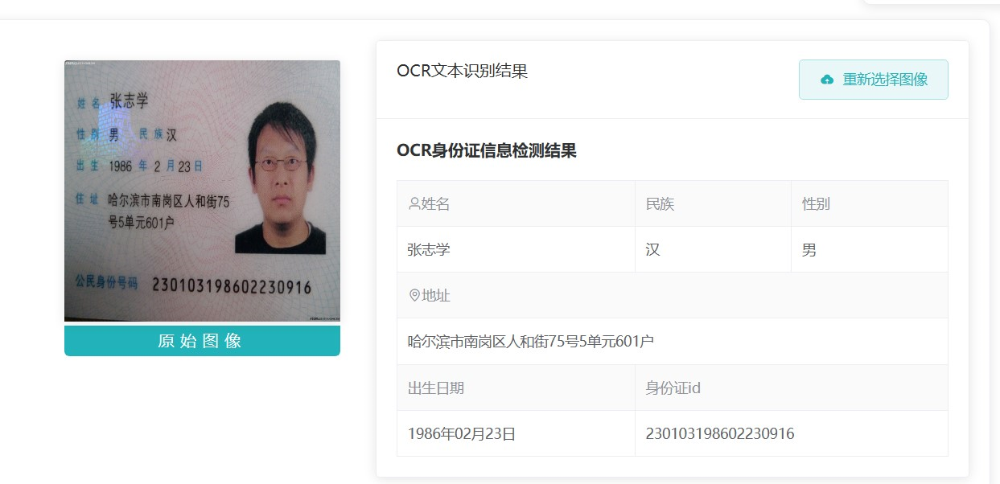 姓名 张志学
性别 男 民族 汉
出生 1986 年 2 月 23 日
住址 哈尔滨市南岗区人和街75
号5单元601户
公民身份号码 230103198602230916
原始图像
OCR文本识别结果
重新选择图像
OCR身份证信息检测结果
姓名 民族 性别
张志学 汉 男
地址
哈尔滨市南岗区人和街75号5单元601户
出生日期 身份证id
1986年02月23日 230103198602230916